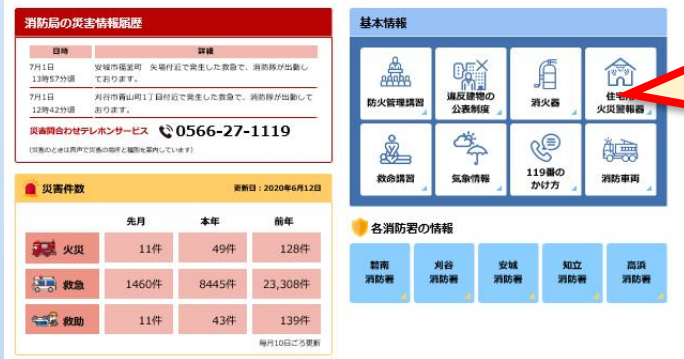 消防局の災害情報履歴
日時 詳細
7月1日 安城市福釜町 矢場付近で発生した救急で、消防隊が出動し
13時57分頃 ております。
7月1日 刈谷市青山町1丁目付近で発生した救急で、消防隊が出動して
12時42分頃 おります。
災害問合わせテレホンサービス 0566-27-1119
(災害のときは音声で災害の場所と種別を案内しています)
災害件数 更新日:2020年6月12日
先月 本年 前年
火災 11件 49件 128件
救急 1460件 8445件 23,308件
救助 11件 43件 139件
毎月10日ごろ更新
基本情報
防火管理講習
違反建物の
公表制度
消火器
住宅用
火災警報器
救命講習
気象情報
119番の
かけ方
消防車両
各消防署の情報
碧南
消防署
刈谷
消防署
安城
消防署
知立
消防署
高浜
消防署